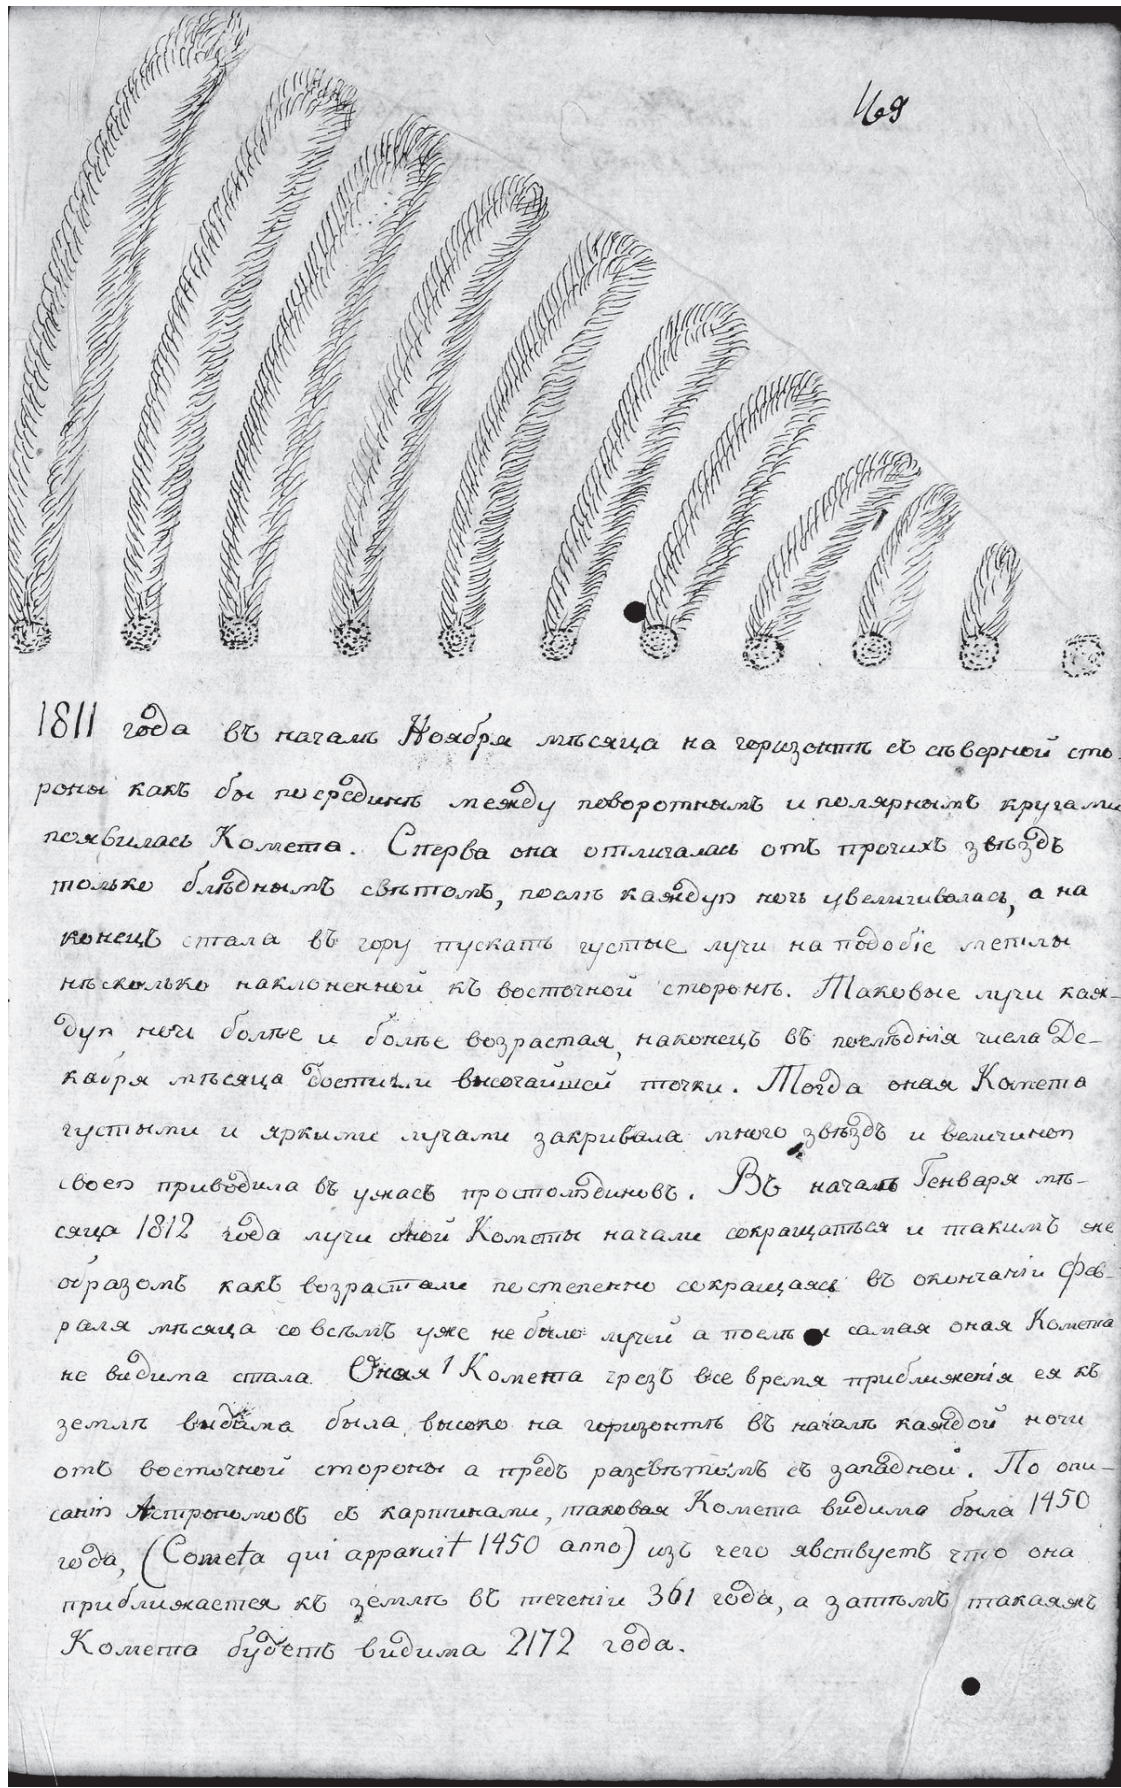 469
1811 года въ началѣ Ноября мѣсяца на горизонтѣ съ сѣверной сто-
роны какъ бы посрединѣ между поворотнымъ и полярнымъ кругами
появилась Комета. Сперва она отличалась отъ прочихъ звѣздъ
только блѣднымъ свѣтомъ, послѣ каждую ночь увеличивалась, а на
конецъ стала въ гору пускать густые лучи на подобіе метлы
нѣсколько наклоненной къ восточной сторонѣ. Таковые лучи каж-
дую ночь болѣе и болѣе возрастая, наконецъ въ послѣднія числа Де-
кабря мѣсяца достигли высочайшей точки. Тогда оная Комета
густыми и яркими лучами закривала много звѣздъ и величиною
своею приводила въ ужасъ простолюдиновъ. Въ началѣ Генваря мѣ-
сяца 1812 года лучи оной Кометы начали сокращаться и такимъ же
образомъ какъ возрастали постепенно сокращаясь въ окончаніи Фев-
раля мѣсяца со всѣмъ уже не было лучей а послѣ и самая оная Комета
не видима стала. Оная Комета чрезъ все время приближенія ея къ
землѣ видима была высоко на горизонтѣ въ началѣ каждой ночи
отъ восточной стороны а предъ разсвѣтомъ съ западной. По опи-
санію Астрономовъ съ картинами, таковая Комета видима была 1450
года, (Cometa qui apparuit 1450 anno) изъ чего явствуетъ что она
приближается къ землѣ въ теченіи 361 года, а затѣмъ такаяжъ
Комета будетъ видима 2172 года.